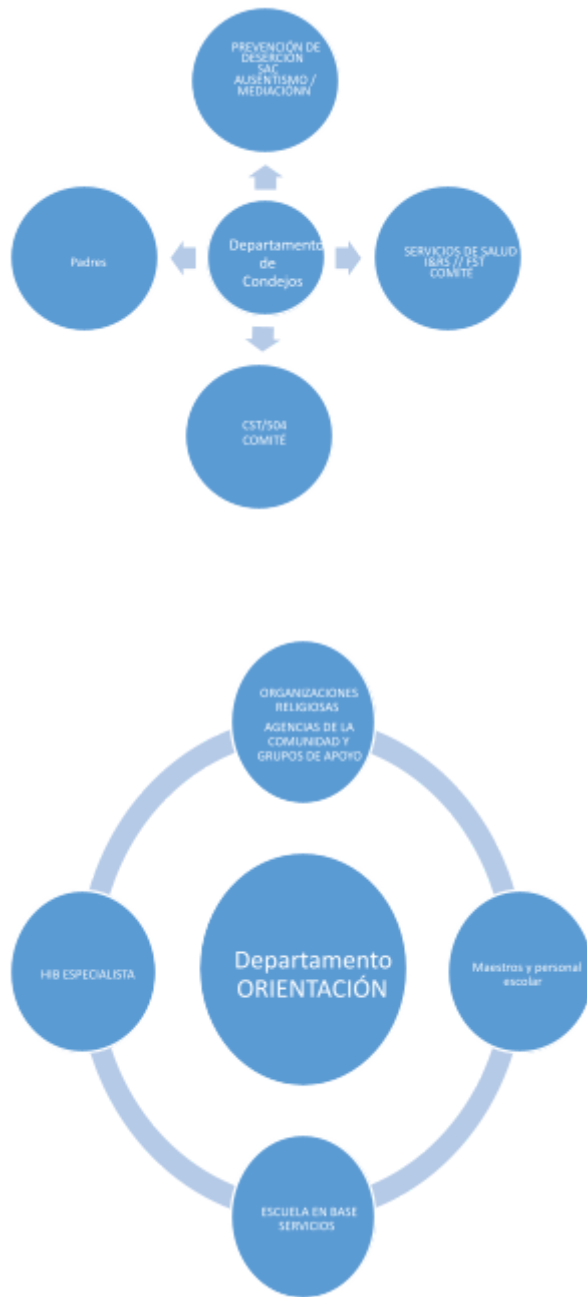 PREVENCIÓN DE
DESERCIÓN
SAC
AUSENTISMO /
MEDIACIÓNN
Padres
Departamento
de
Condejos
SERVICIOS DE SALUD
I&RS // FST
COMITÉ
CST/504
COMITÉ
ORGANIZACIONES
RELIGIOSAS
AGENCIAS DE LA
COMUNIDAD Y
GRUPOS DE APOYO
HIB ESPECIALISTA
Departamento
ORIENTACIÓN
Maestros y personal
escolar
ESCUELA EN BASE
SERVICIOS